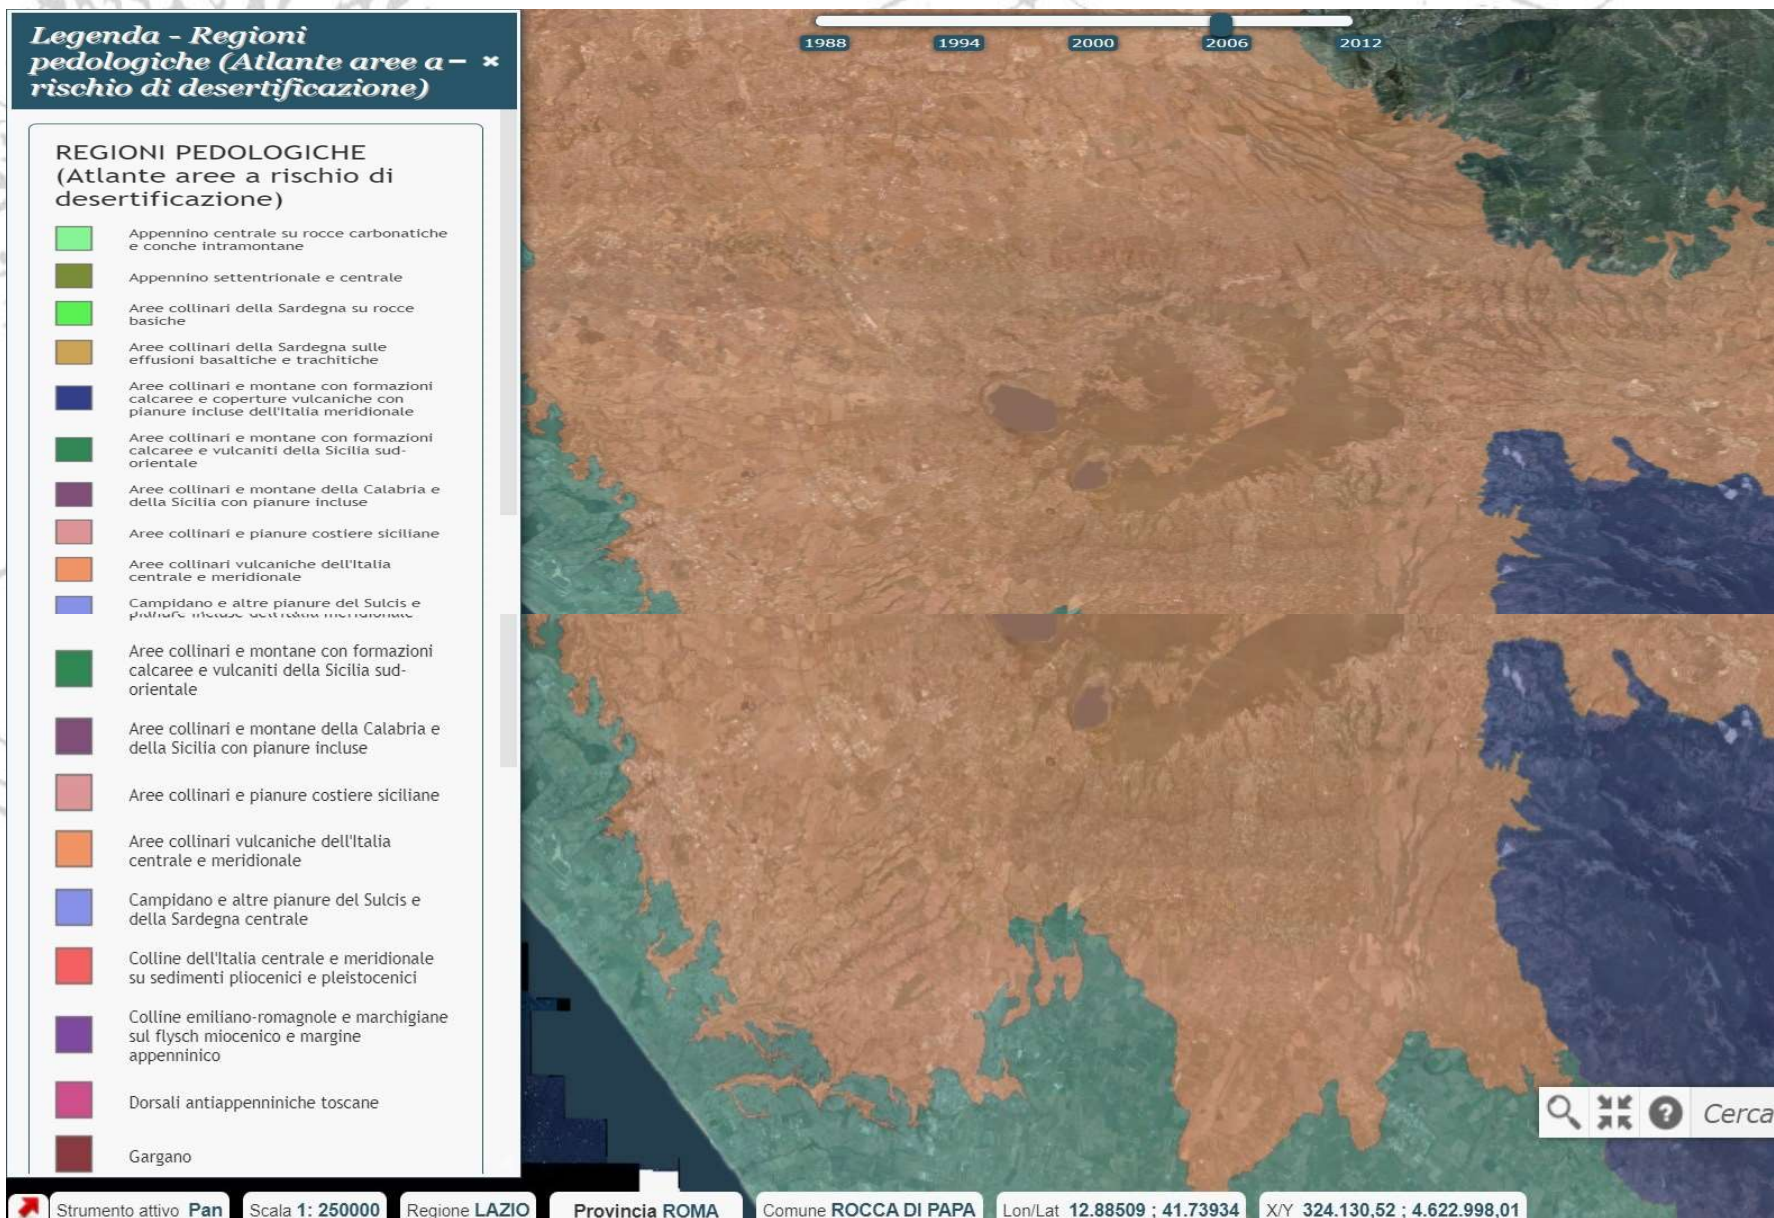 Legenda - Regioni
pedologiche (Atlante aree a
rischio di desertificazione)
1988
1994
2000
2006
2012
REGIONI PEDOLOGICHE
(Atlante aree a rischio di
desertificazione)
Appennino centrale su rocce carbonatiche
e conche intramontane
Appennino settentrionale e centrale
Aree collinari della Sardegna su rocce
basiche
Aree collinari della Sardegna sulle
effusioni basaltiche e trachitiche
Aree collinari e montane con formazioni
calcaree e coperture vulcaniche con
pianure incluse dell'Italia meridionale
Aree collinari e montane con formazioni
calcaree e vulcaniti della Sicilia sud-
orientale
Aree collinari e montane della Calabria e
della Sicilia con pianure incluse
Aree collinari e pianure costiere siciliane
Aree collinari vulcaniche dell'Italia
centrale e meridionale
Campidano e altre pianure del Sulcis e
pianure incluse dell'Italia meridionale
Aree collinari e montane con formazioni
calcaree e vulcaniti della Sicilia sud-
orientale
Aree collinari e montane della Calabria e
della Sicilia con pianure incluse
Aree collinari e pianure costiere siciliane
Aree collinari vulcaniche dell'Italia
centrale e meridionale
Campidano e altre pianure del Sulcis e
della Sardegna centrale
Colline dell'Italia centrale e meridionale
su sedimenti pliocenici e pleistocenici
Colline emiliano-romagnole e marchigiane
sul flysch miocenico e margine
appenninico
Dorsali antiappenniniche toscane
Gargano
Cerca
Strumento attivo Pan
Scala 1: 250000
Regione LAZIO
Provincia ROMA
Comune ROCCA DI PAPA
Lon/Lat 12.88509 ; 41.73934
X/Y 324.130,52 ; 4.622.998,01